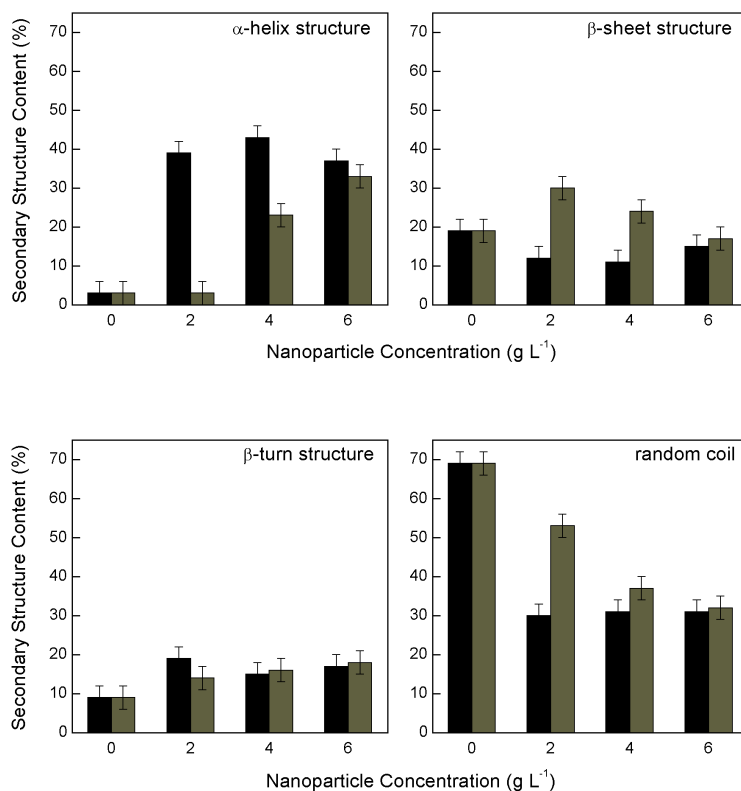 α-helix structure
Secondary Structure Content (%)
70
60
50
40
30
20
10
0
0 2 4 6
β-sheet structure
70
60
50
40
30
20
10
0
0 2 4 6
Nanoparticle Concentration (g L⁻¹)
β-turn structure
Secondary Structure Content (%)
70
60
50
40
30
20
10
0
0 2 4 6
random coil
70
60
50
40
30
20
10
0
0 2 4 6
Nanoparticle Concentration (g L⁻¹)